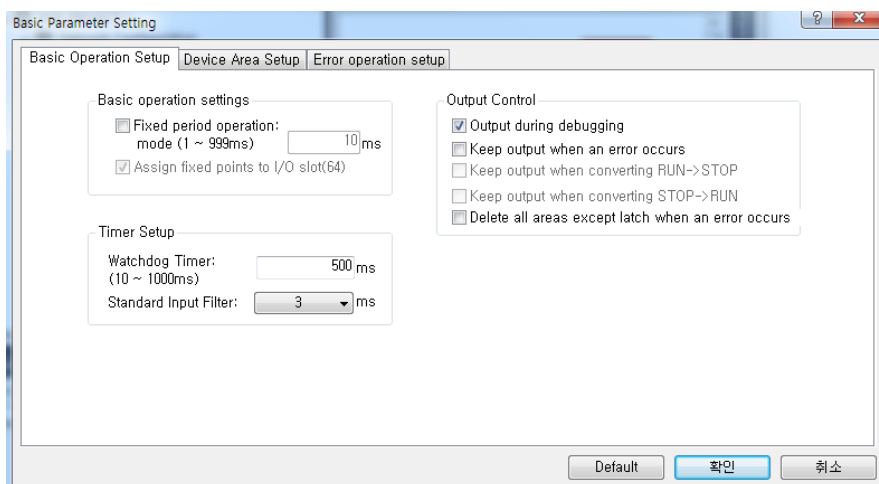 Basic Parameter Setting
?
X
Basic Operation Setup
Device Area Setup
Error operation setup
Basic operation settings
Fixed period operation:
mode (1 ~ 999ms)
10 ms
Assign fixed points to I/O slot(64)
Timer Setup
Watchdog Timer:
(10 ~ 1000ms)
500 ms
Standard Input Filter:
3
ms
Output Control
Output during debugging
Keep output when an error occurs
Keep output when converting RUN->STOP
Keep output when converting STOP->RUN
Delete all areas except latch when an error occurs
Default
확인
취소